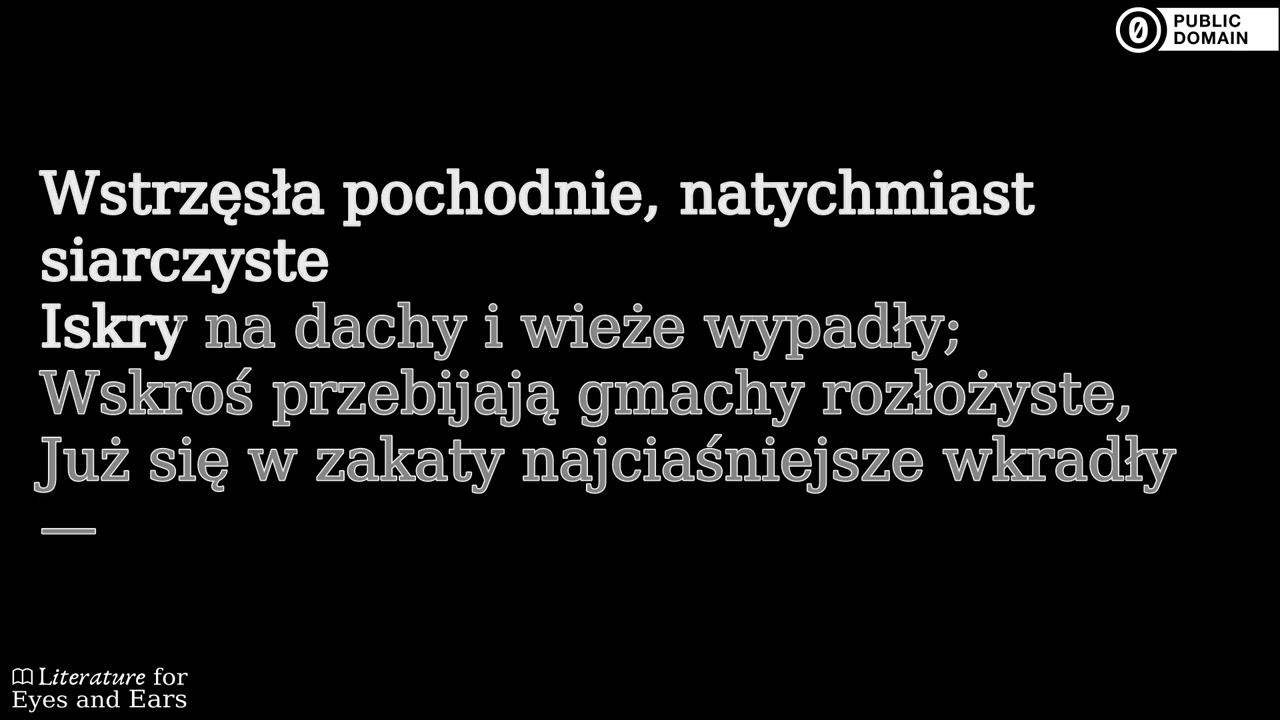 PUBLIC
DOMAIN
Wstrzęsła pochodnie, natychmiast
siarczyste
Iskry na dachy i wieże wypadły;
Wskroś przebijają gmachy rozłożyste,
Już się w zakaty najciaśniejsze wkradły
—
Literature for
Eyes and Ears